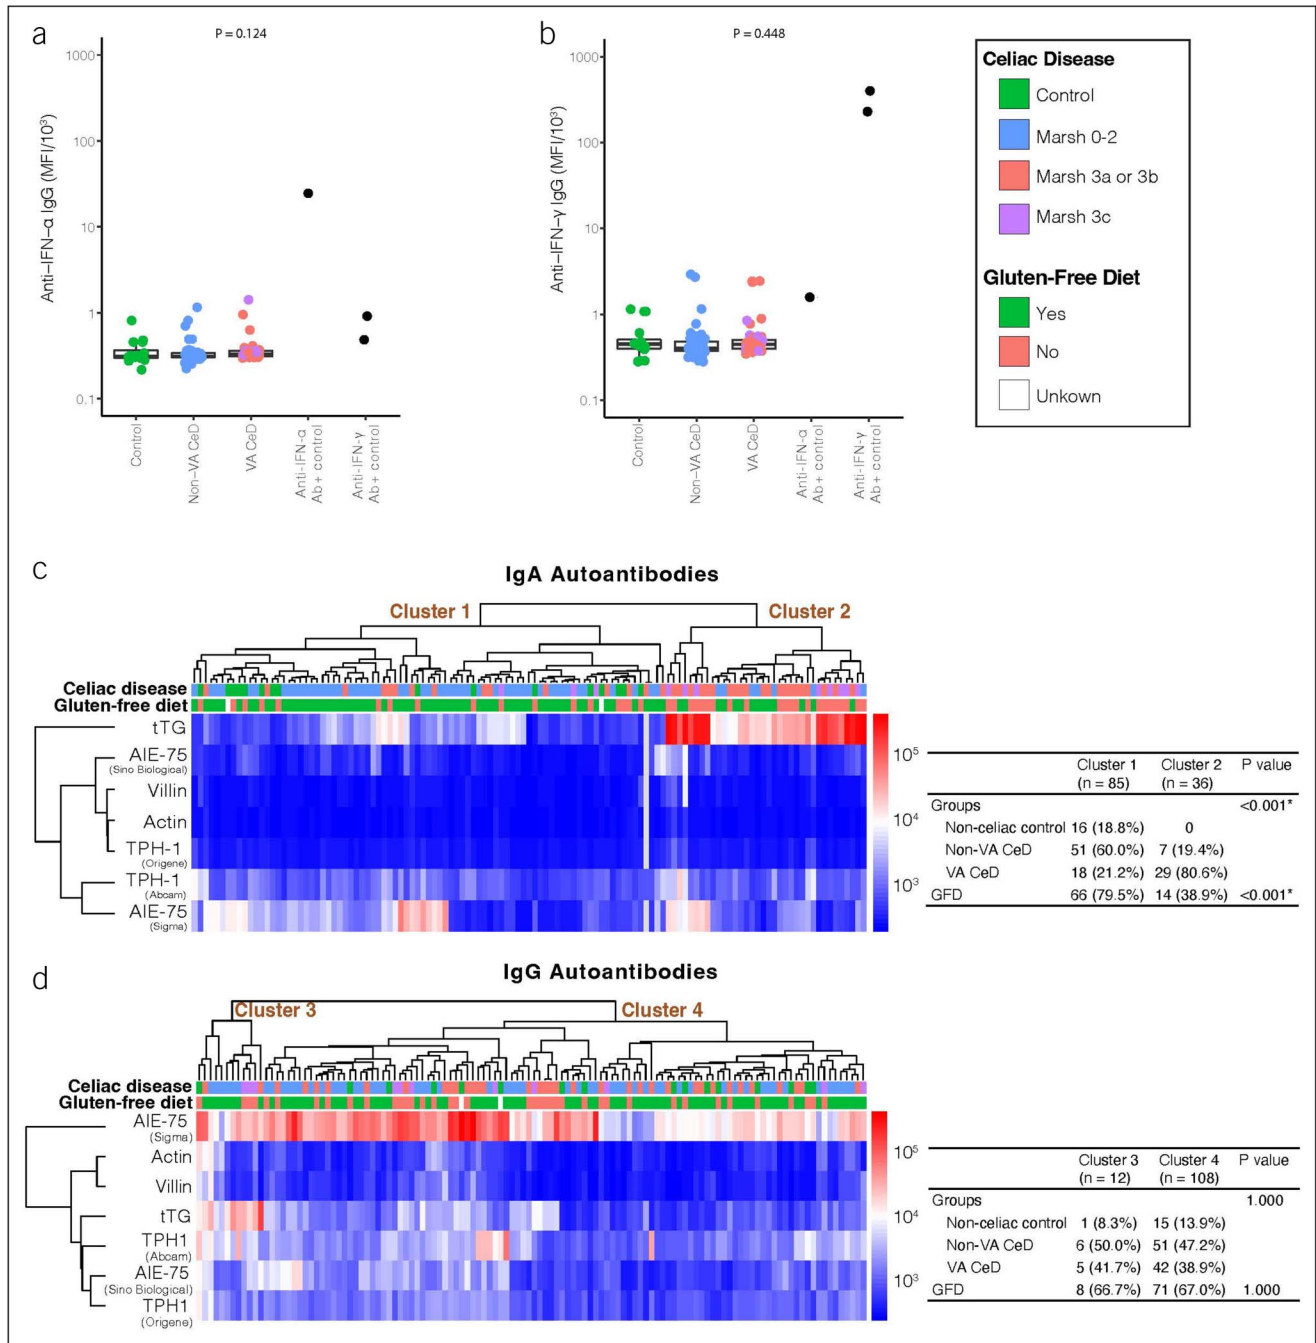 a
P = 0.124
Anti–IFN–α IgG (MFI/10³)
1000
100
10
1
0.1
Control
Non–VA CeD
VA CeD
Anti-IFN-α
Ab+ control
Anti-IFN-γ
Ab+ control
b
P = 0.448
Anti–IFN–γ IgG (MFI/10³)
1000
100
10
1
0.1
Control
Non–VA CeD
VA CeD
Anti-IFN-α
Ab+ control
Anti-IFN-γ
Ab+ control
Celiac Disease
Control
Marsh 0-2
Marsh 3a or 3b
Marsh 3c
Gluten-Free Diet
Yes
No
Unkown
c
IgA Autoantibodies
Cluster 1
Cluster 2
Celiac disease
Gluten-free diet
tTG
AIE-75
(Sino Biological)
Villin
Actin
TPH-1
(Origene)
TPH-1
(Abcam)
AIE-75
(Sigma)
10⁵
10⁴
10³
Cluster 1 Cluster 2 P value
(n = 85) (n = 36)
Groups <0.001*
Non-celiac control 16 (18.8%) 0
Non-VA CeD 51 (60.0%) 7 (19.4%)
VA CeD 18 (21.2%) 29 (80.6%)
GFD 66 (79.5%) 14 (38.9%) <0.001*
d
IgG Autoantibodies
Cluster 3
Cluster 4
Celiac disease
Gluten-free diet
AIE-75
(Sigma)
Actin
Villin
tTG
TPH1
(Abcam)
AIE-75
(Sino Biological)
TPH1
(Origene)
10⁵
10⁴
10³
Cluster 3 Cluster 4 P value
(n = 12) (n = 108)
Groups 1.000
Non-celiac control 1 (8.3%) 15 (13.9%)
Non-VA CeD 6 (50.0%) 51 (47.2%)
VA CeD 5 (41.7%) 42 (38.9%)
GFD 8 (66.7%) 71 (67.0%) 1.000